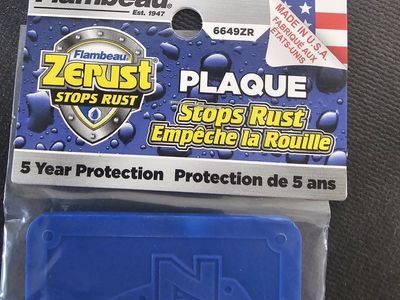 Flambeau
Est. 1947
6649ZR
MADE IN U.S.A.
FABRIQUÉ AUX
ÉTATS-UNIS
Flambeau
ZERUST
STOPS RUST
PLAQUE
Stops Rust
Empêche la Rouille
5 Year Protection Protection de 5 ans
Z